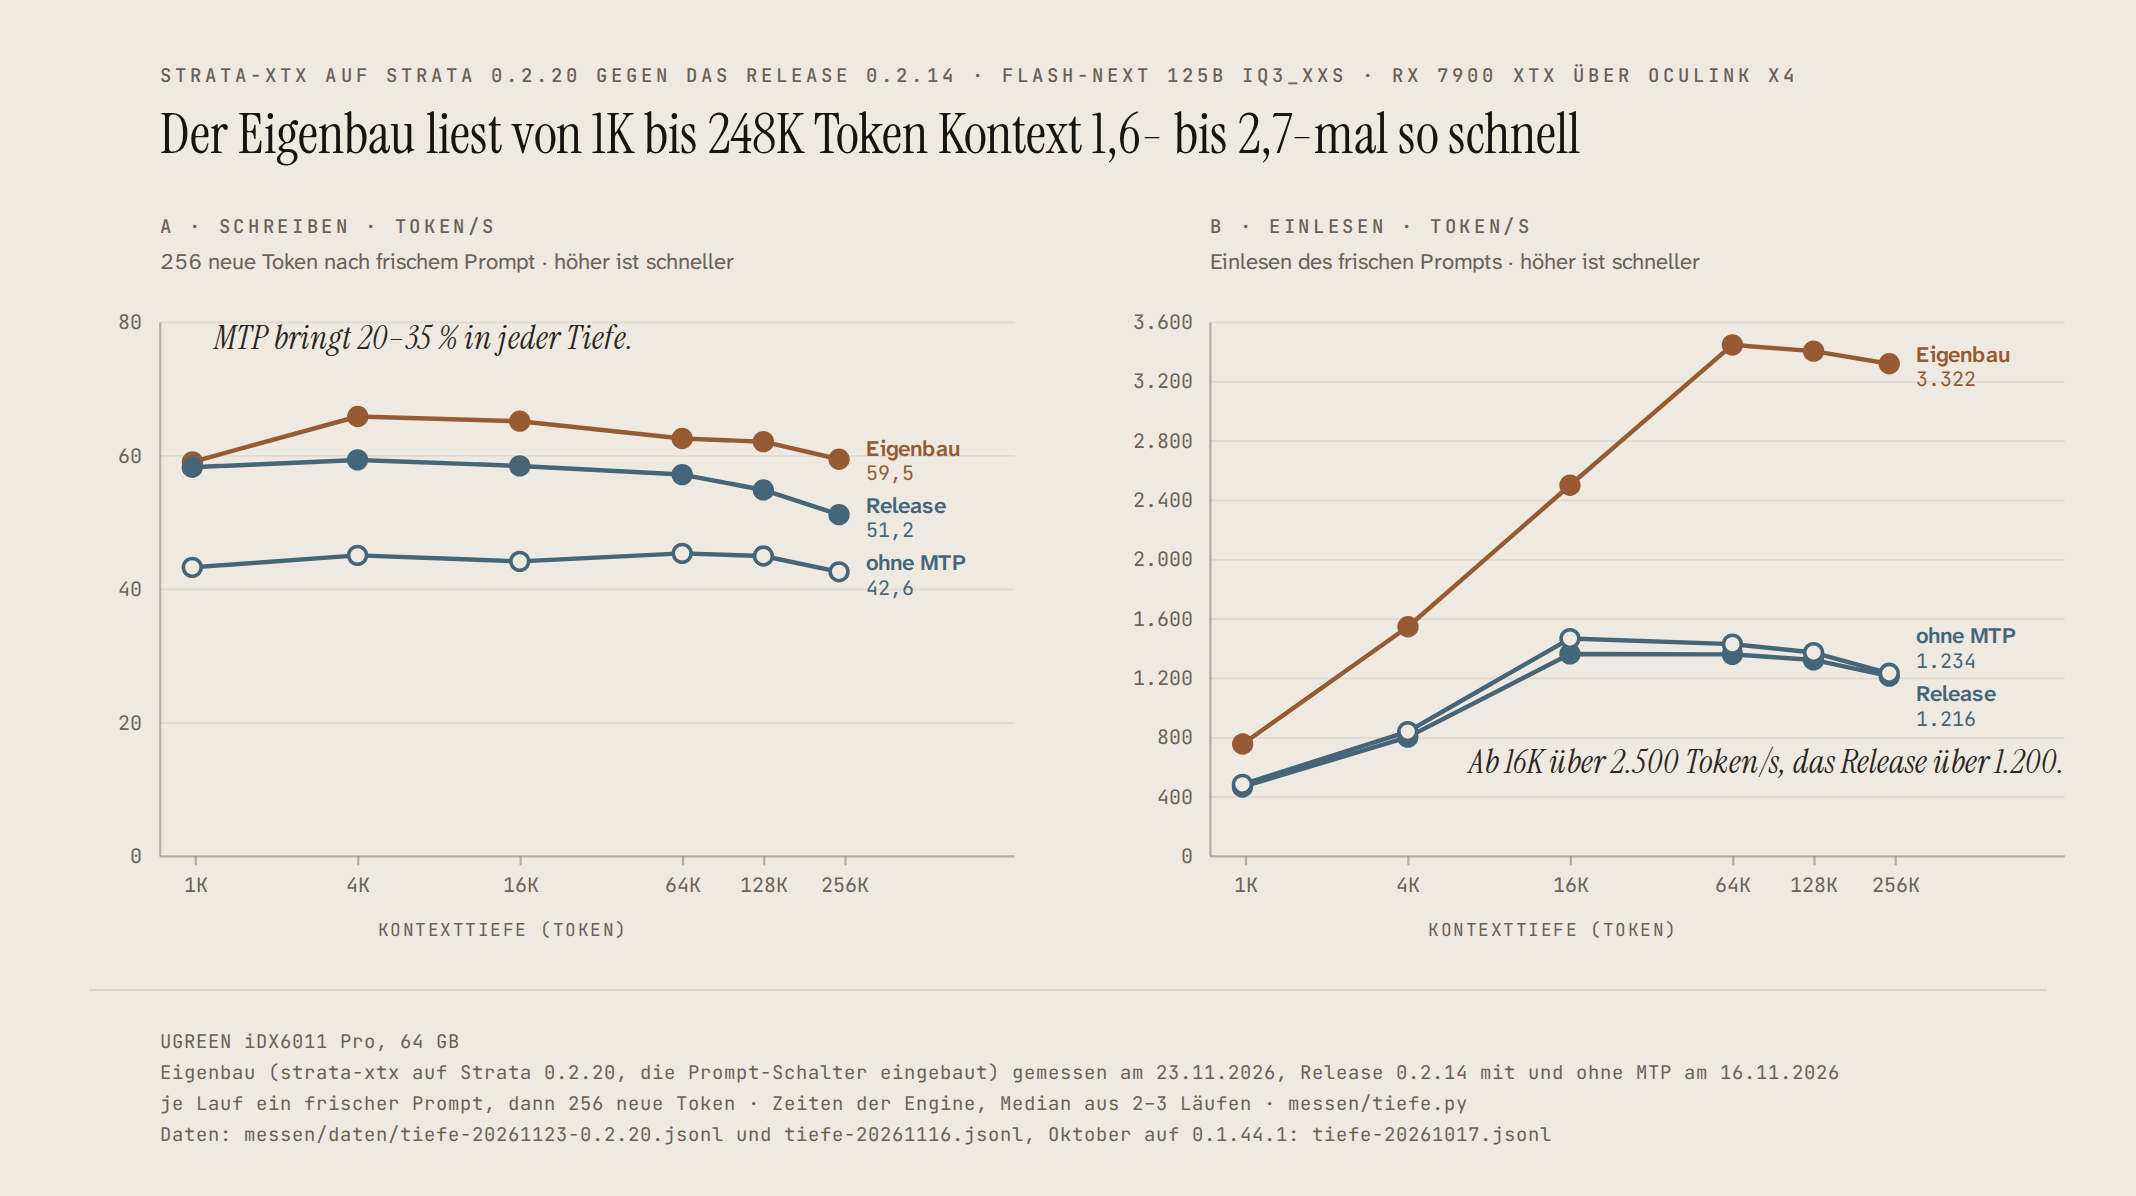 STRATA-XTX AUF STRATA 0.2.20 GEGEN DAS RELEASE 0.2.14 · FLASH-NEXT 125B IQ3_XXS · RX 7900 XTX ÜBER OCULINK X4
Der Eigenbau liest von 1K bis 248K Token Kontext 1,6- bis 2,7-mal so schnell
A · SCHREIBEN · TOKEN/S
256 neue Token nach frischem Prompt · höher ist schneller
80
MTP bringt 20–35 % in jeder Tiefe.
60
40
20
0
Eigenbau
59,5
Release
51,2
ohne MTP
42,6
1K 4K 16K 64K 128K 256K
KONTEXTTIEFE (TOKEN)
B · EINLESEN · TOKEN/S
Einlesen des frischen Prompts · höher ist schneller
3.600
3.200
2.800
2.400
2.000
1.600
1.200
800
400
0
Eigenbau
3.322
ohne MTP
1.234
Release
1.216
Ab 16K über 2.500 Token/s, das Release über 1.200.
1K 4K 16K 64K 128K 256K
KONTEXTTIEFE (TOKEN)
UGREEN iDX6011 Pro, 64 GB
Eigenbau (strata-xtx auf Strata 0.2.20, die Prompt-Schalter eingebaut) gemessen am 23.11.2026, Release 0.2.14 mit und ohne MTP am 16.11.2026
je Lauf ein frischer Prompt, dann 256 neue Token · Zeiten der Engine, Median aus 2–3 Läufen · messen/tiefe.py
Daten: messen/daten/tiefe-20261123-0.2.20.jsonl und tiefe-20261116.jsonl, Oktober auf 0.1.44.1: tiefe-20261017.jsonl